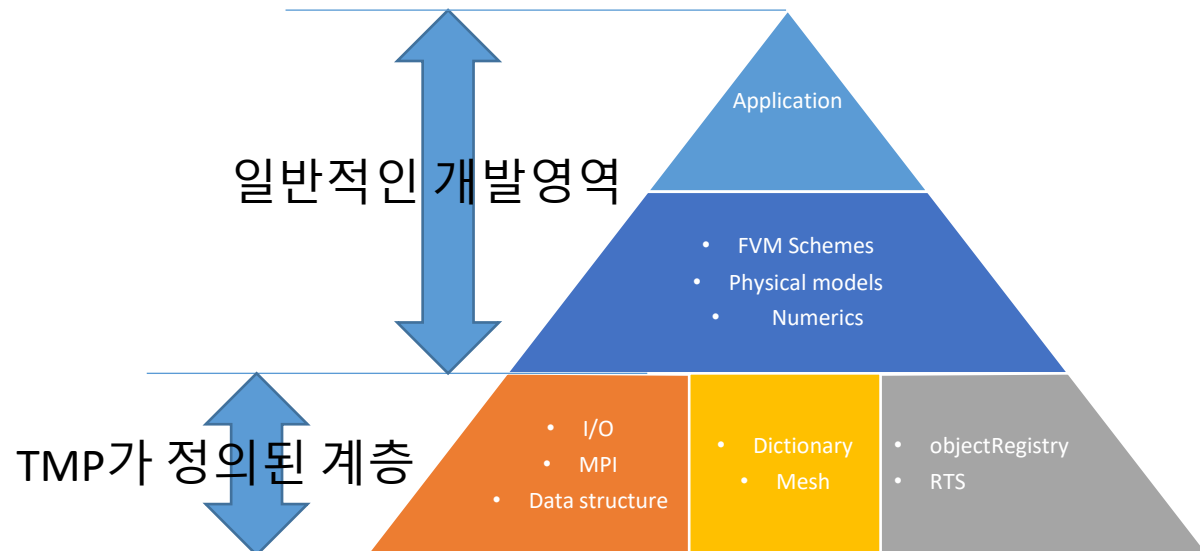 Application
일반적인 개발영역
• FVM Schemes
• Physical models
• Numerics
TMP가 정의된 계층
• I/O
• MPI
• Data structure
• Dictionary
• Mesh
• objectRegistry
• RTS